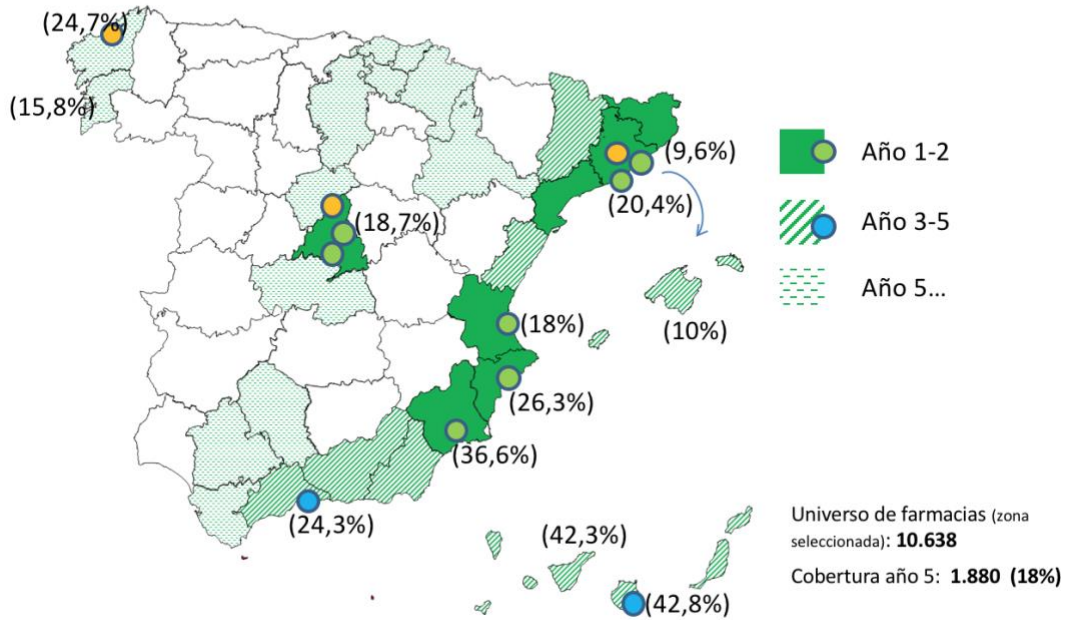 (24,7%)
(15,8%)
(9,6%)
(20,4%)
(18,7%)
(10%)
(18%)
(26,3%)
(36,6%)
(24,3%)
(42,3%)
(42,8%)
Año 1-2
Año 3-5
Año 5...
Universo de farmacias (zona
seleccionada): 10.638
Cobertura año 5: 1.880 (18%)